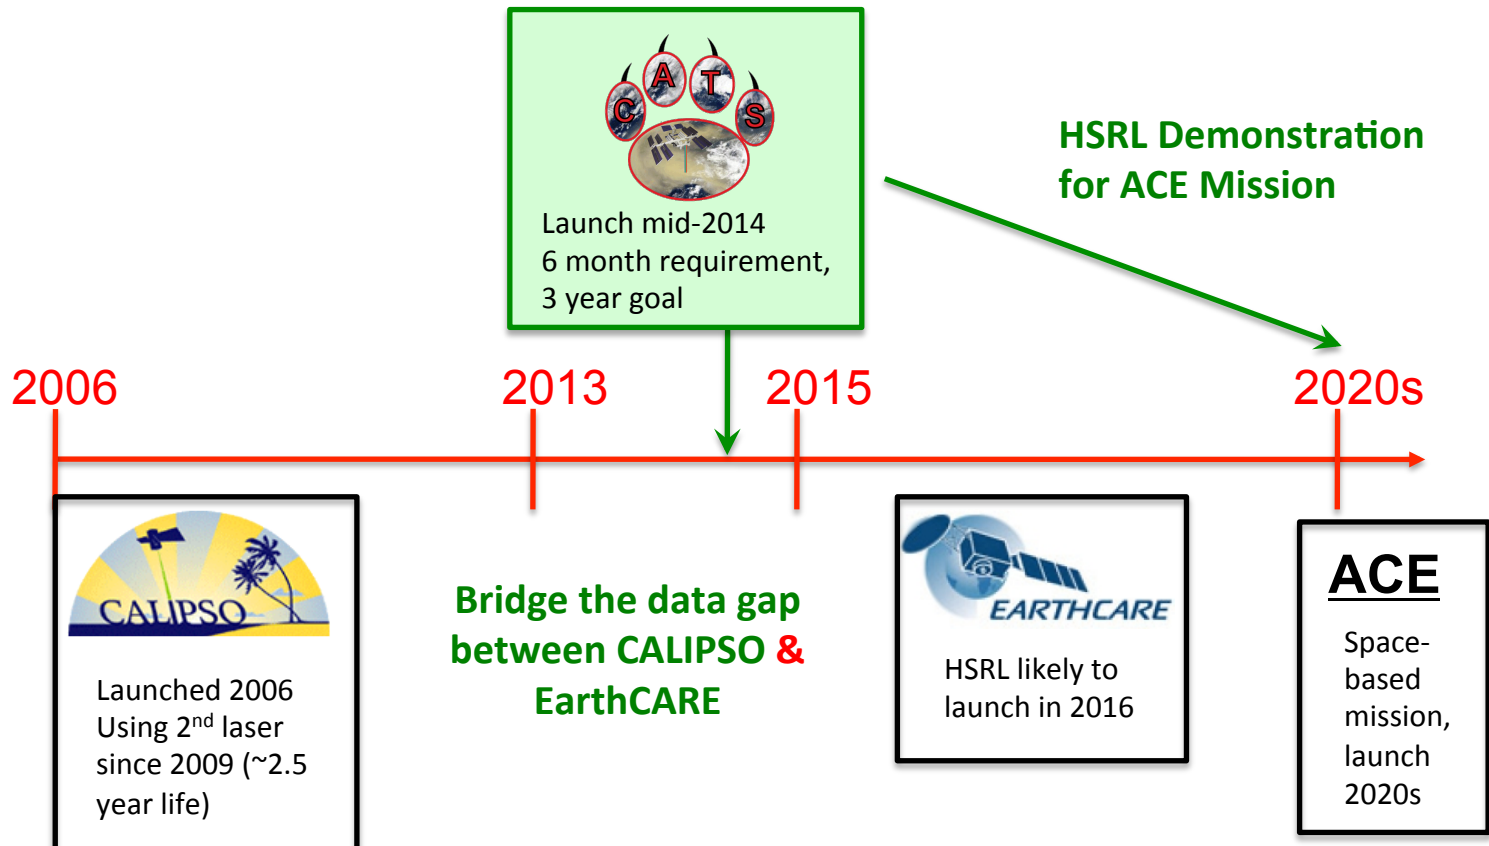 C A T S
Launch mid-2014
6 month requirement,
3 year goal
HSRL Demonstration
for ACE Mission
2006
2013
2015
2020s
CALIPSO
Launched 2006
Using 2nd laser
since 2009 (~2.5
year life)
Bridge the data gap
between CALIPSO &
EarthCARE
EARTHCARE
HSRL likely to
launch in 2016
ACE
Space-
based
mission,
launch
2020s